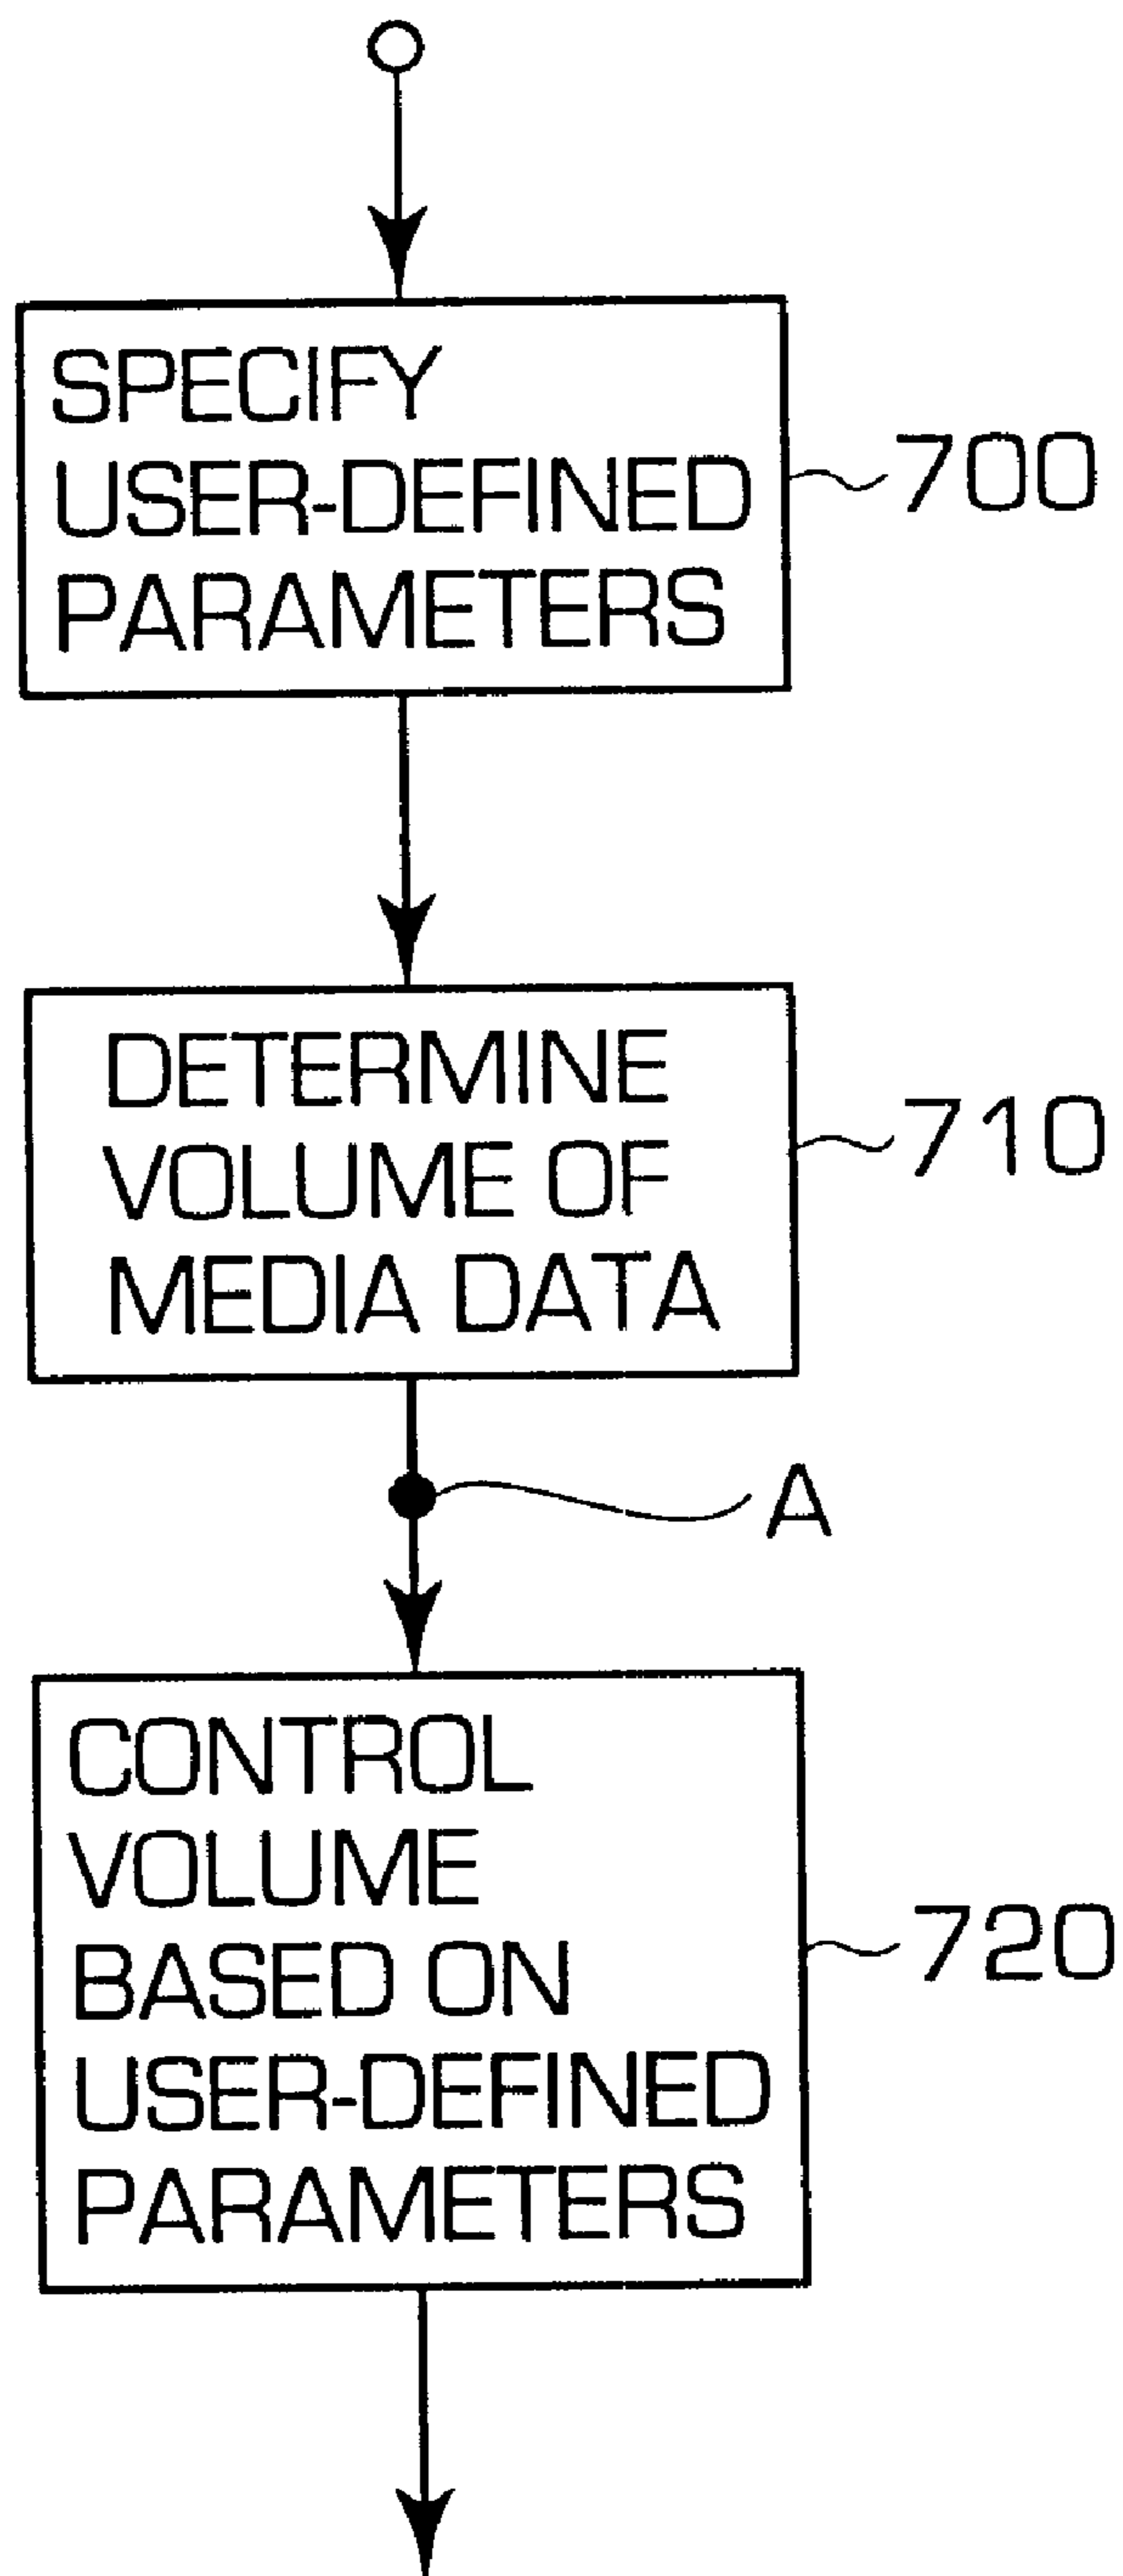 SPECIFY
USER-DEFINED
PARAMETERS
700
DETERMINE
VOLUME OF
MEDIA DATA
710
A
CONTROL
VOLUME
BASED ON
USER-DEFINED
PARAMETERS
720